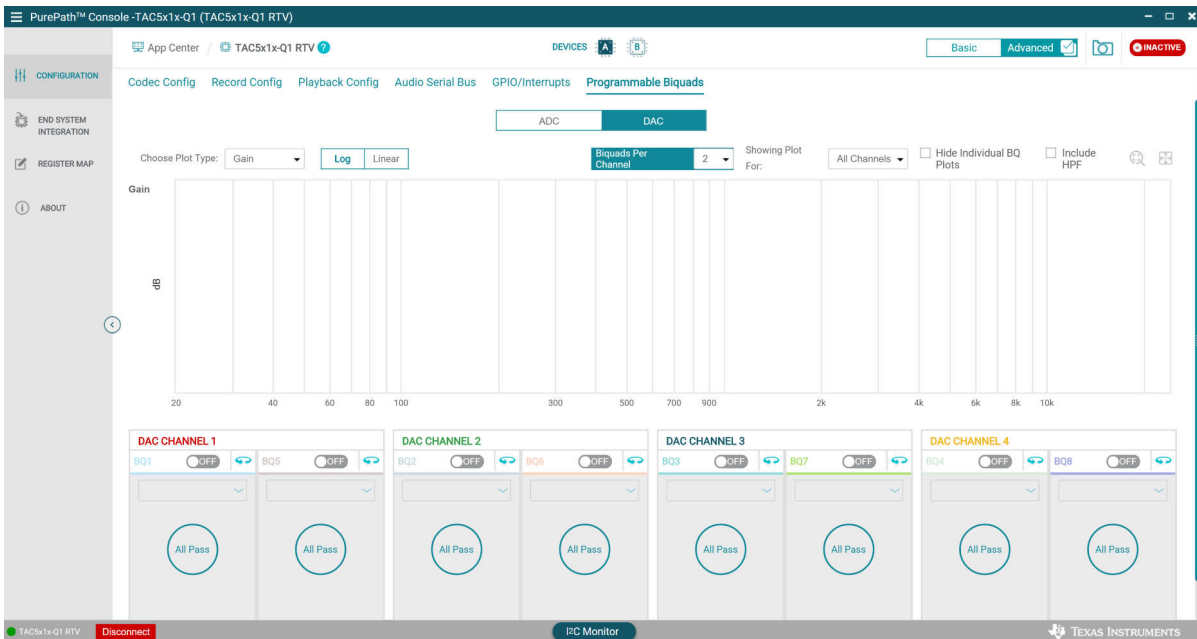 PurePath™ Console -TAC5x1x-Q1 (TAC5x1x-Q1 RTV)
App Center / TAC5x1x-Q1 RTV ?
DEVICES A B
Basic Advanced
INACTIVE
CONFIGURATION
END SYSTEM
INTEGRATION
REGISTER MAP
ABOUT
Codec Config Record Config Playback Config Audio Serial Bus GPIO/Interrupts Programmable Biquads
ADC DAC
Choose Plot Type: Gain Log Linear
Biquads Per
Channel
2
Showing Plot
For:
All Channels
Hide Individual BQ
Plots
Include
HPF
Gain
dB
20 40 60 80 100 300 500 700 900 2k 4k 6k 8k 10k
DAC CHANNEL 1 DAC CHANNEL 2 DAC CHANNEL 3 DAC CHANNEL 4
BQ1 OFF BQ5 OFF BQ2 OFF BQ6 OFF BQ3 OFF BQ7 OFF BQ4 OFF BQ8 OFF
All Pass All Pass All Pass All Pass All Pass All Pass All Pass All Pass
TAC5x1x-Q1 RTV Disconnect I²C Monitor TEXAS INSTRUMENTS